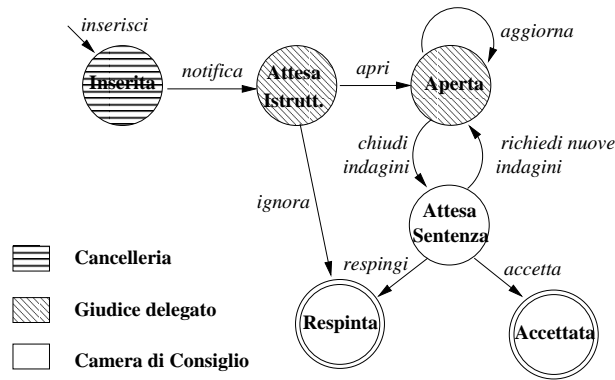 inserisci
aggiorna
Inserita
notifica
Attesa
Istrutt.
apri
Aperta
chiudi
indagini
richiedi nuove
indagini
ignora
Attesa
Sentenza
respingi
accetta
Respinta
Accettata
Cancelleria
Giudice delegato
Camera di Consiglio